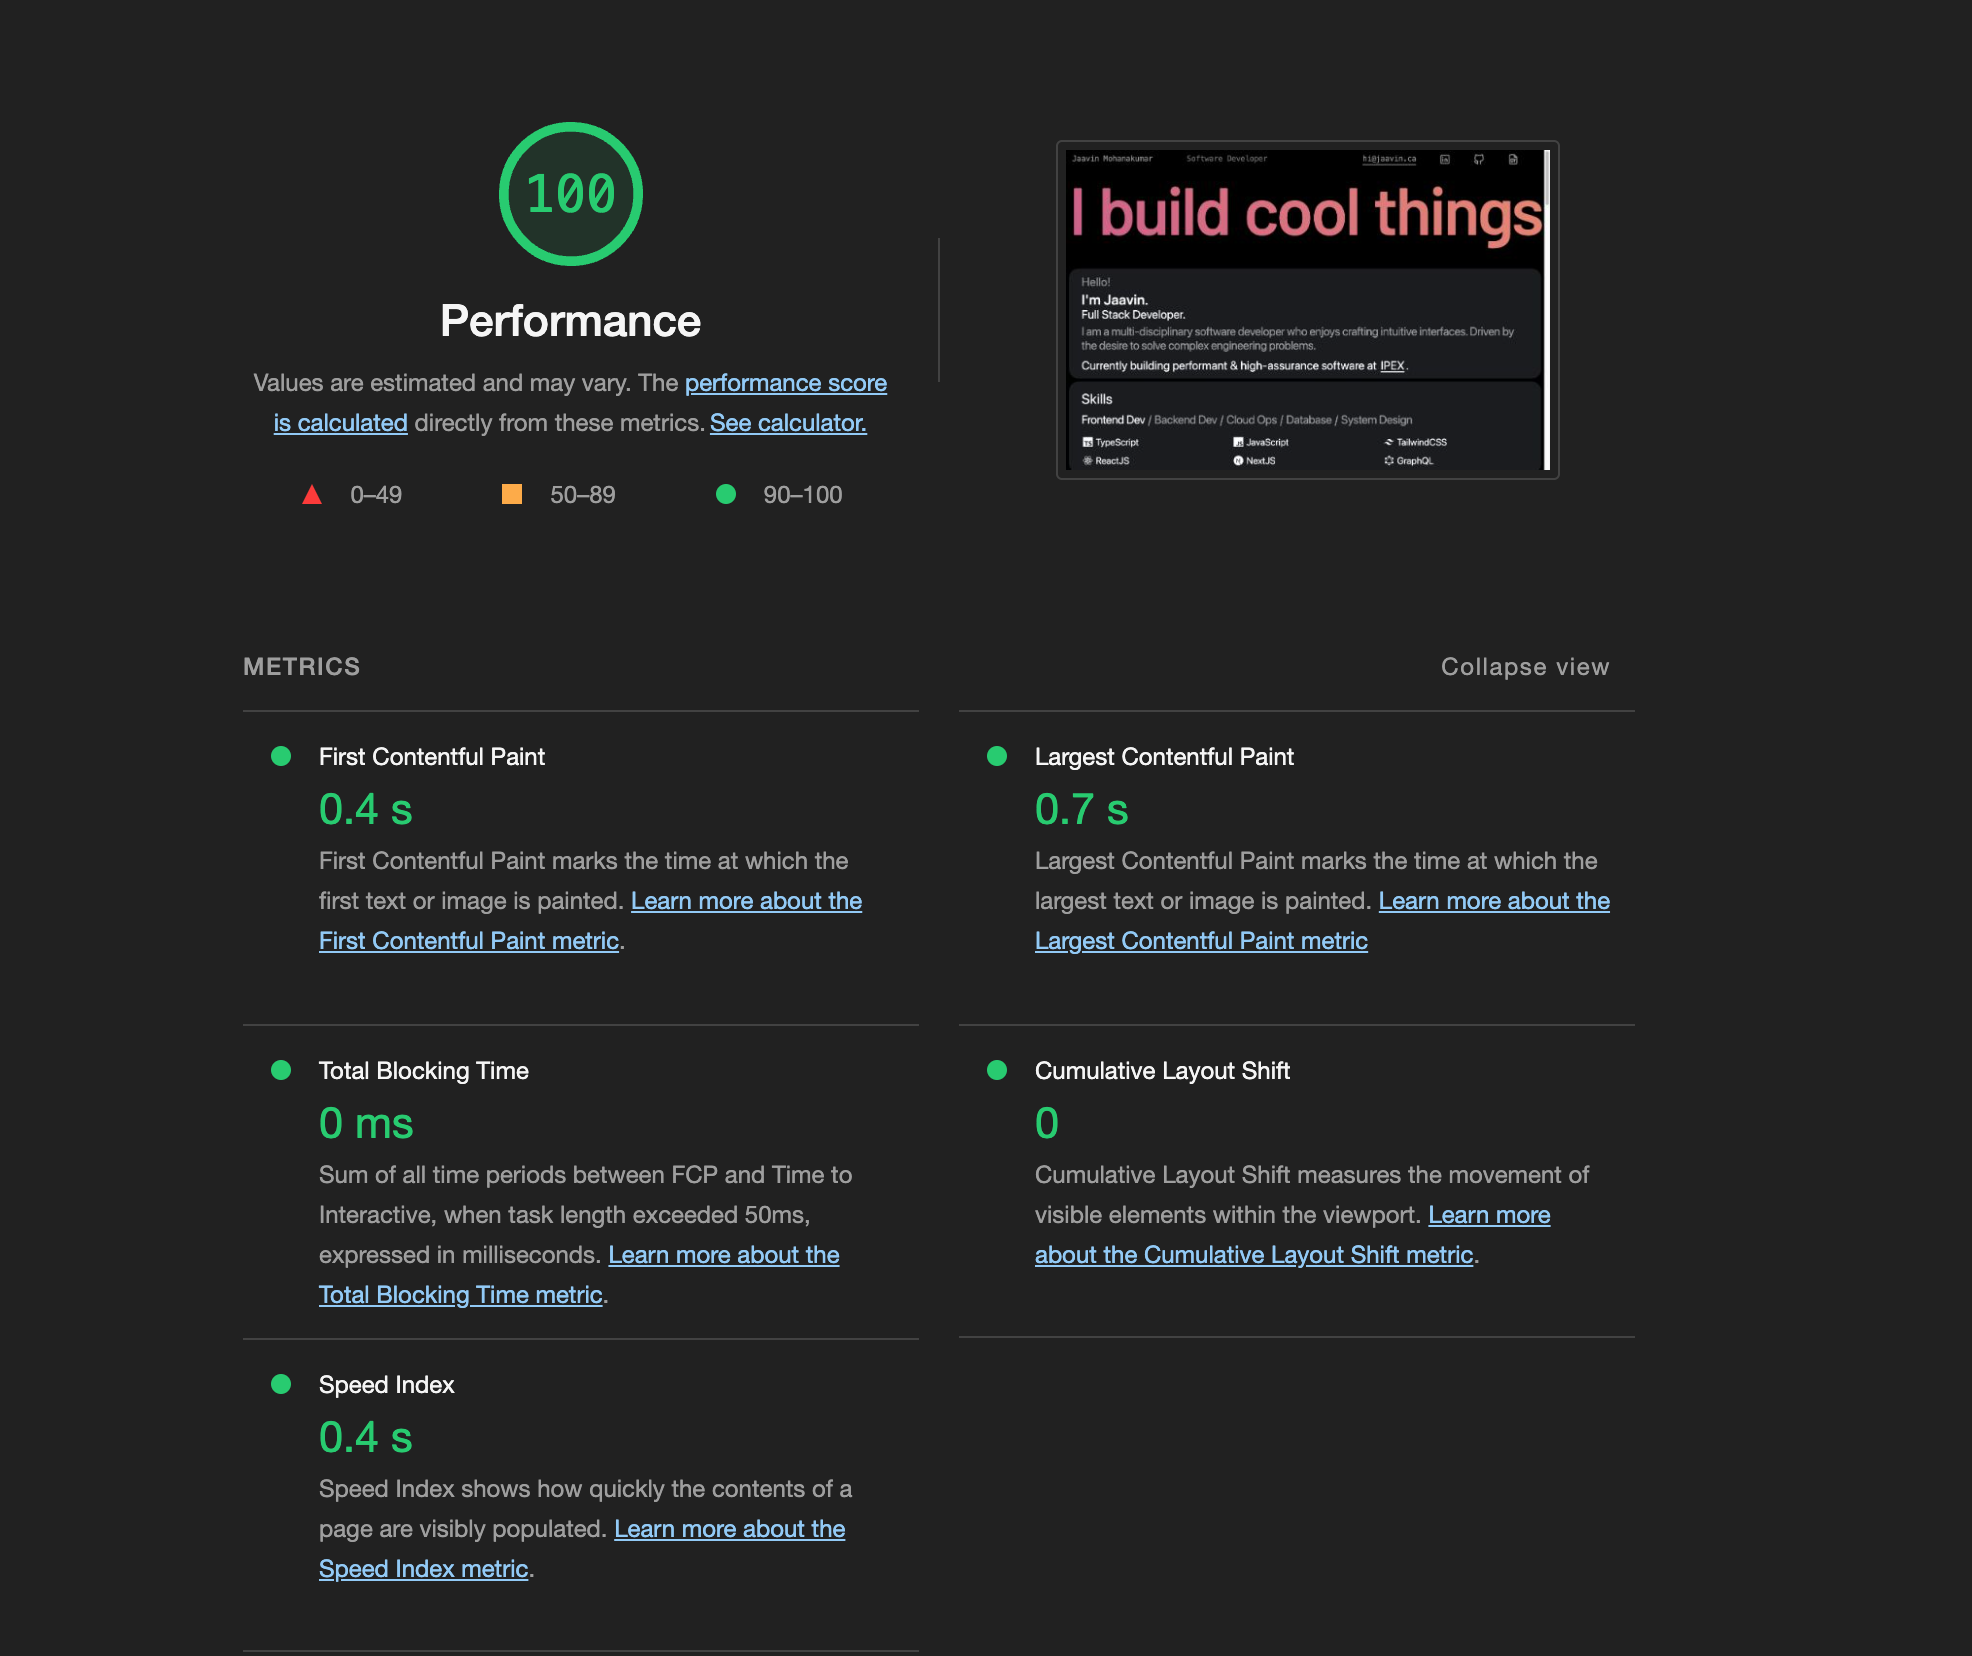 100
Performance
Values are estimated and may vary. The performance score
is calculated directly from these metrics. See calculator.
0–49
50–89
90–100
Jaavin Mohanakumar
Software Developer
hi@jaavin.ca
I build cool things
Hello!
I'm Jaavin.
Full Stack Developer.
I am a multi-disciplinary software developer who enjoys crafting intuitive interfaces. Driven by
the desire to solve complex engineering problems.
Currently building performant & high-assurance software at IPEX.
Skills
Frontend Dev / Backend Dev / Cloud Ops / Database / System Design
TS TypeScript
JS JavaScript
TailwindCSS
ReactJS
N NextJS
GraphQL
METRICS
Collapse view
First Contentful Paint
0.4 s
First Contentful Paint marks the time at which the
first text or image is painted. Learn more about the
First Contentful Paint metric.
Largest Contentful Paint
0.7 s
Largest Contentful Paint marks the time at which the
largest text or image is painted. Learn more about the
Largest Contentful Paint metric
Total Blocking Time
0 ms
Sum of all time periods between FCP and Time to
Interactive, when task length exceeded 50ms,
expressed in milliseconds. Learn more about the
Total Blocking Time metric.
Cumulative Layout Shift
0
Cumulative Layout Shift measures the movement of
visible elements within the viewport. Learn more
about the Cumulative Layout Shift metric.
Speed Index
0.4 s
Speed Index shows how quickly the contents of a
page are visibly populated. Learn more about the
Speed Index metric.